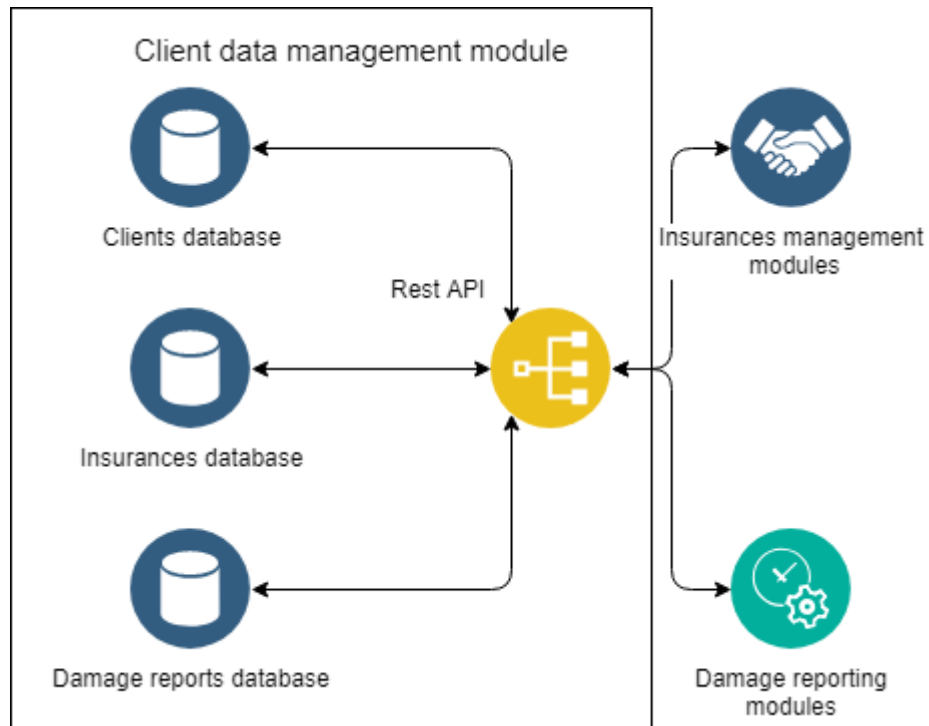 Client data management module
Clients database
Rest API
Insurances database
Damage reports database
Insurances management
modules
Damage reporting
modules